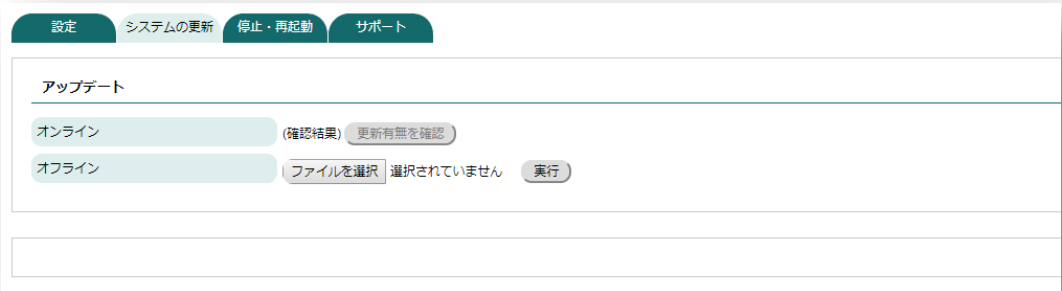 設定 システムの更新 停止・再起動 サポート
アップデート
オンライン (確認結果) 更新有無を確認
オフライン ファイルを選択 選択されていません 実行